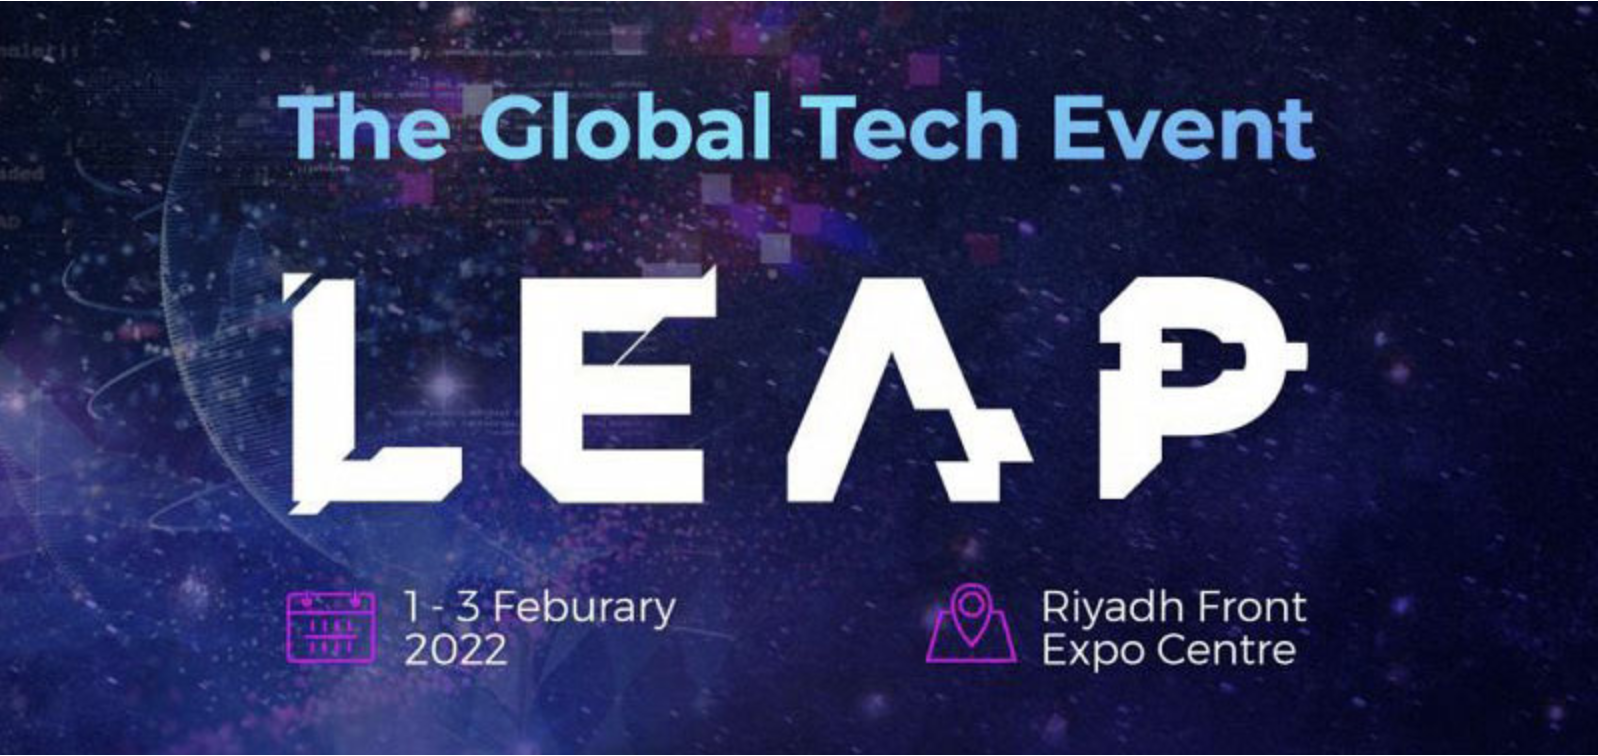 The Global Tech Event
LEAP
1 - 3 Feburary
2022
Riyadh Front
Expo Centre